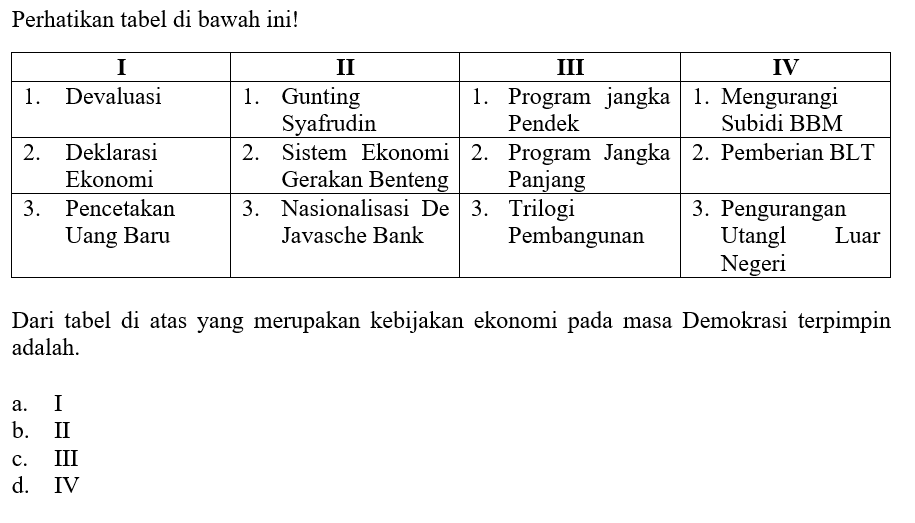 Perhatikan tabel di bawah ini!
I II III IV
1. Devaluasi 1. Gunting 1. Program jangka 1. Mengurangi
Syafrudin Pendek Subidi BBM
2. Deklarasi 2. Sistem Ekonomi 2. Program Jangka 2. Pemberian BLT
Ekonomi Gerakan Benteng Panjang
3. Pencetakan 3. Nasionalisasi De 3. Trilogi 3. Pengurangan
Uang Baru Javasche Bank Pembangunan Utangl Luar
Negeri
Dari tabel di atas yang merupakan kebijakan ekonomi pada masa Demokrasi terpimpin
adalah.
a. I
b. II
c. III
d. IV